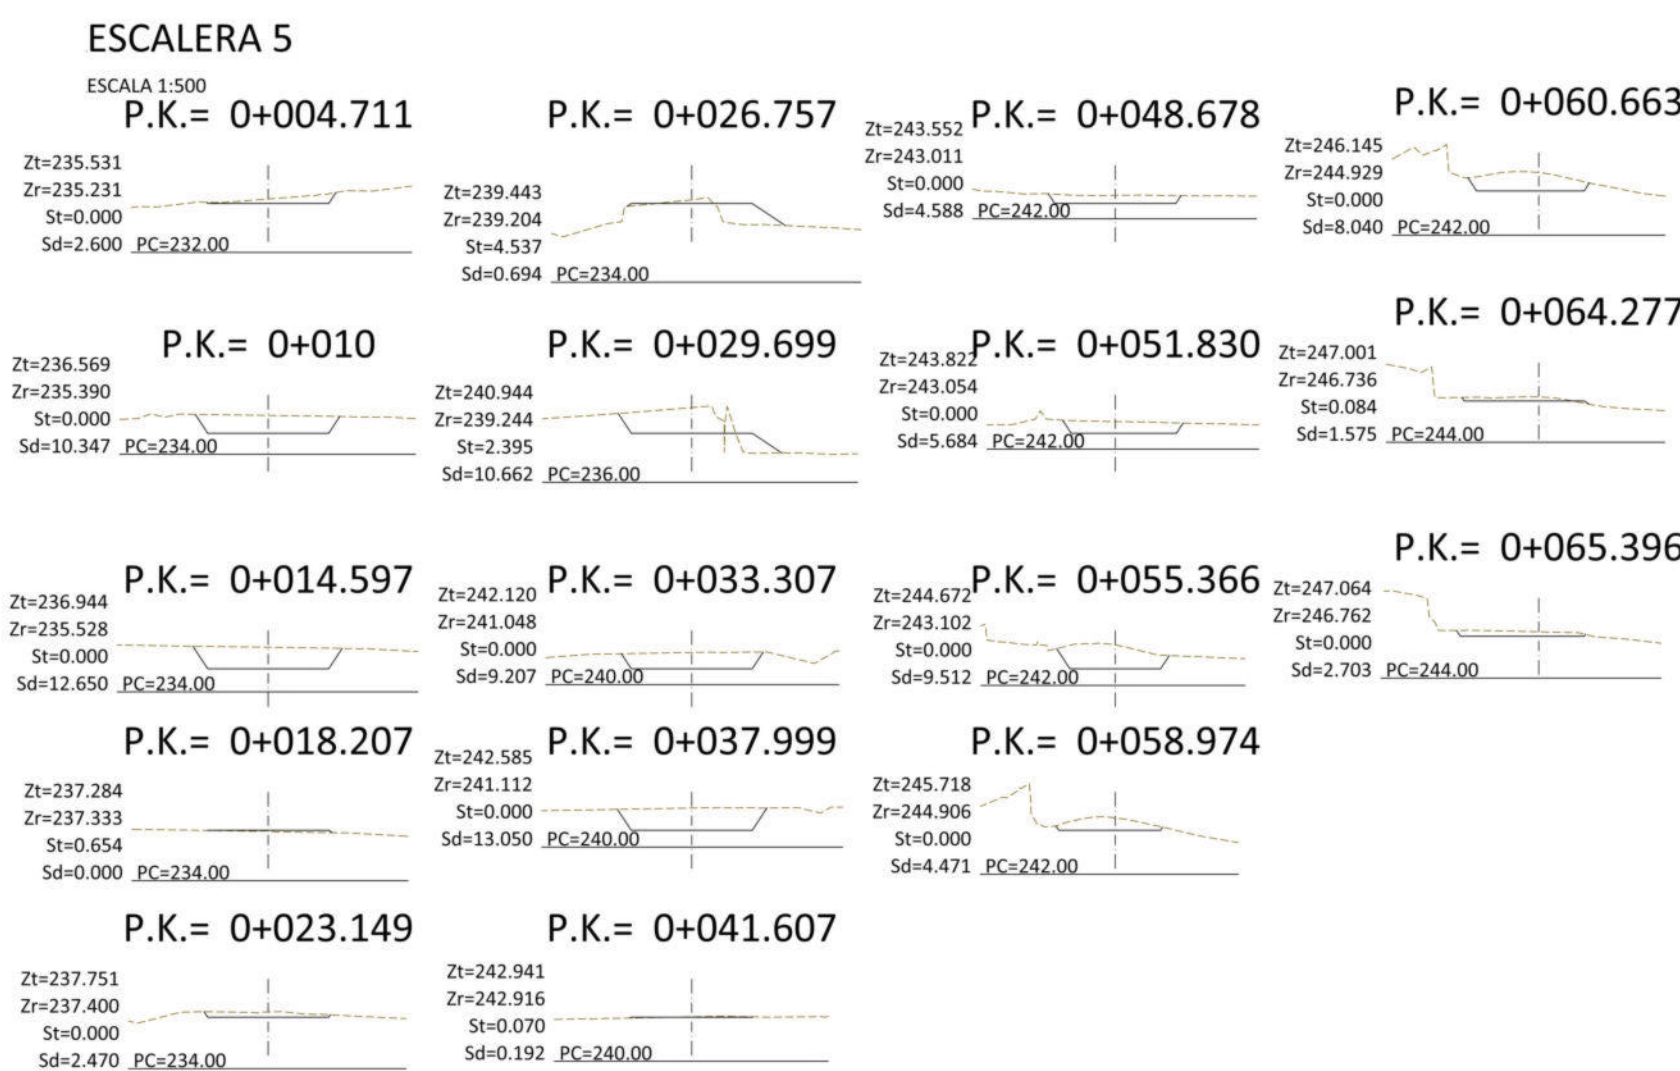 ESCALERA 5
ESCALA 1:500
P.K.= 0+004.711
Zt=235.531
Zr=235.231
St=0.000
Sd=2.600 PC=232.00
P.K.= 0+010
Zt=236.569
Zr=235.390
St=0.000
Sd=10.347 PC=234.00
P.K.= 0+014.597
Zt=236.944
Zr=235.528
St=0.000
Sd=12.650 PC=234.00
P.K.= 0+018.207
Zt=237.284
Zr=237.333
St=0.654
Sd=0.000 PC=234.00
P.K.= 0+023.149
Zt=237.751
Zr=237.400
St=0.000
Sd=2.470 PC=234.00
P.K.= 0+026.757
Zt=239.443
Zr=239.204
St=4.537
Sd=0.694 PC=234.00
P.K.= 0+029.699
Zt=240.944
Zr=239.244
St=2.395
Sd=10.662 PC=236.00
P.K.= 0+033.307
Zt=242.120
Zr=241.048
St=0.000
Sd=9.207 PC=240.00
P.K.= 0+037.999
Zt=242.585
Zr=241.112
St=0.000
Sd=13.050 PC=240.00
P.K.= 0+041.607
Zt=242.941
Zr=242.916
St=0.070
Sd=0.192 PC=240.00
P.K.= 0+048.678
Zt=243.552
Zr=243.011
St=0.000
Sd=4.588 PC=242.00
P.K.= 0+051.830
Zt=243.822
Zr=243.054
St=0.000
Sd=5.684 PC=242.00
P.K.= 0+055.366
Zt=244.672
Zr=243.102
St=0.000
Sd=9.512 PC=242.00
P.K.= 0+058.974
Zt=245.718
Zr=244.906
St=0.000
Sd=4.471 PC=242.00
P.K.= 0+060.663
Zt=246.145
Zr=244.929
St=0.000
Sd=8.040 PC=242.00
P.K.= 0+064.277
Zt=247.001
Zr=246.736
St=0.084
Sd=1.575 PC=244.00
P.K.= 0+065.396
Zt=247.064
Zr=246.762
St=0.000
Sd=2.703 PC=244.00